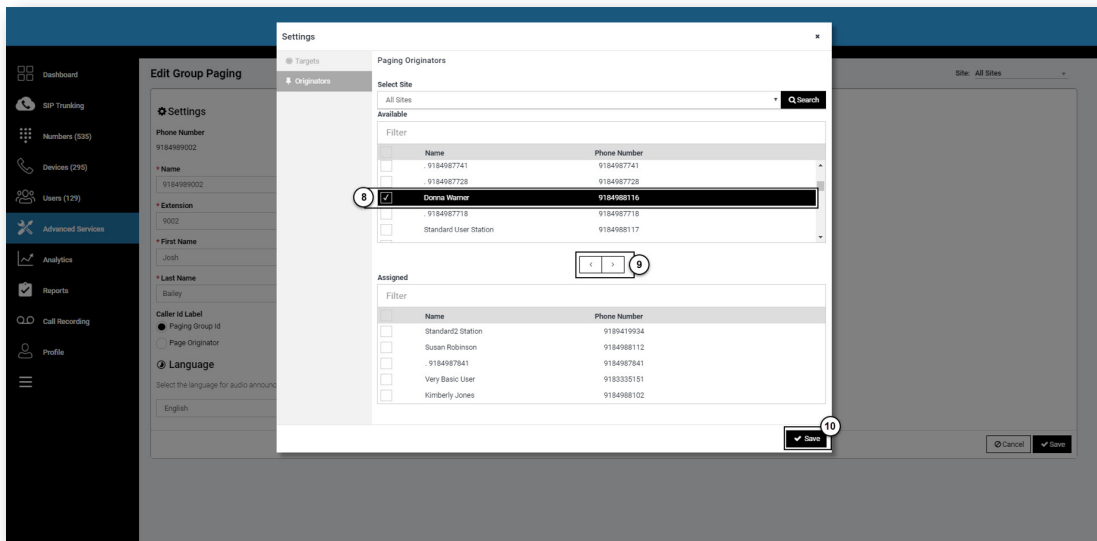 Settings
×
Dashboard
SIP Trunking
Numbers (535)
Devices (295)
Users (129)
Advanced Services
Analytics
Reports
Call Recording
Profile
Edit Group Paging
Site: All Sites
Settings
Phone Number
9184989002
* Name
9184989002
* Extension
9002
* First Name
Josh
* Last Name
Bailey
Caller Id Label
Paging Group Id
Page Originator
Language
Select the language for audio announc
English
Targets
Originators
Paging Originators
Select Site
All Sites
Search
Available
Filter
Name Phone Number
. 9184987741 9184987741
. 9184987728 9184987728
8 Donna Warner 9184988116
. 9184987718 9184987718
Standard User Station 9184988117
< > 9
Assigned
Filter
Name Phone Number
Standard2 Station 9189419934
Susan Robinson 9184988112
. 9184987841 9184987841
Very Basic User 9183335151
Kimberly Jones 9184988102
10
Save
Cancel Save